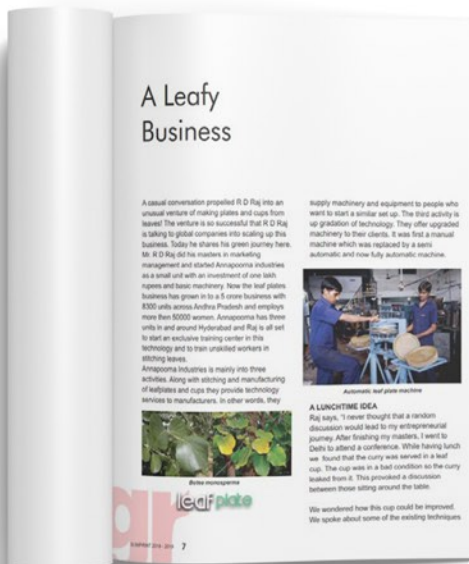 A Leafy
Business
A casual conversation propelled R D Raj into an
unusual venture of making plates and cups from
leaves! The venture is so successful that R D Raj
is talking to global companies into scaling up this
business. Today he shares his green journey here.
Mr. R D Raj did his masters in marketing
management and started Annapoorna industries
as a small unit with an investment of one lakh
rupees and basic machinery. Now the leaf plates
business has grown in to a 5 crore business with
8300 units across Andhra Pradesh and employs
more then 50000 women. Annapoorna has three
units in and around Hyderabad and Raj is all set
to start an exclusive training center in this
technology and to train unskilled workers in
stitching leaves.
Annapoorna Industries is mainly into three
activities. Along with stitching and manufacturing
of leafplates and cups they provide technology
services to manufacturers. In other words, they
Butea monosperma
ar
leaf plate
7
supply machinery and equipment to people who
want to start a similar set up. The third activity is
up gradation of technology. They offer upgraded
machinery to their clients. It was first a manual
machine which was replaced by a semi
automatic and now fully automatic machine.
Automatic leaf plate machine
A LUNCHTIME IDEA
Raj says, 'I never thought that a random
discussion would lead to my entrepreneurial
journey. After finishing my masters, I went to
Delhi to attend a conference. While having lunch
we found that the curry was served in a leaf
cup. The cup was in a bad condition so the curry
leaked from it. This provoked a discussion
between those sitting around the table.
We wondered how this cup could be improved.
We spoke about some of the existing techniques